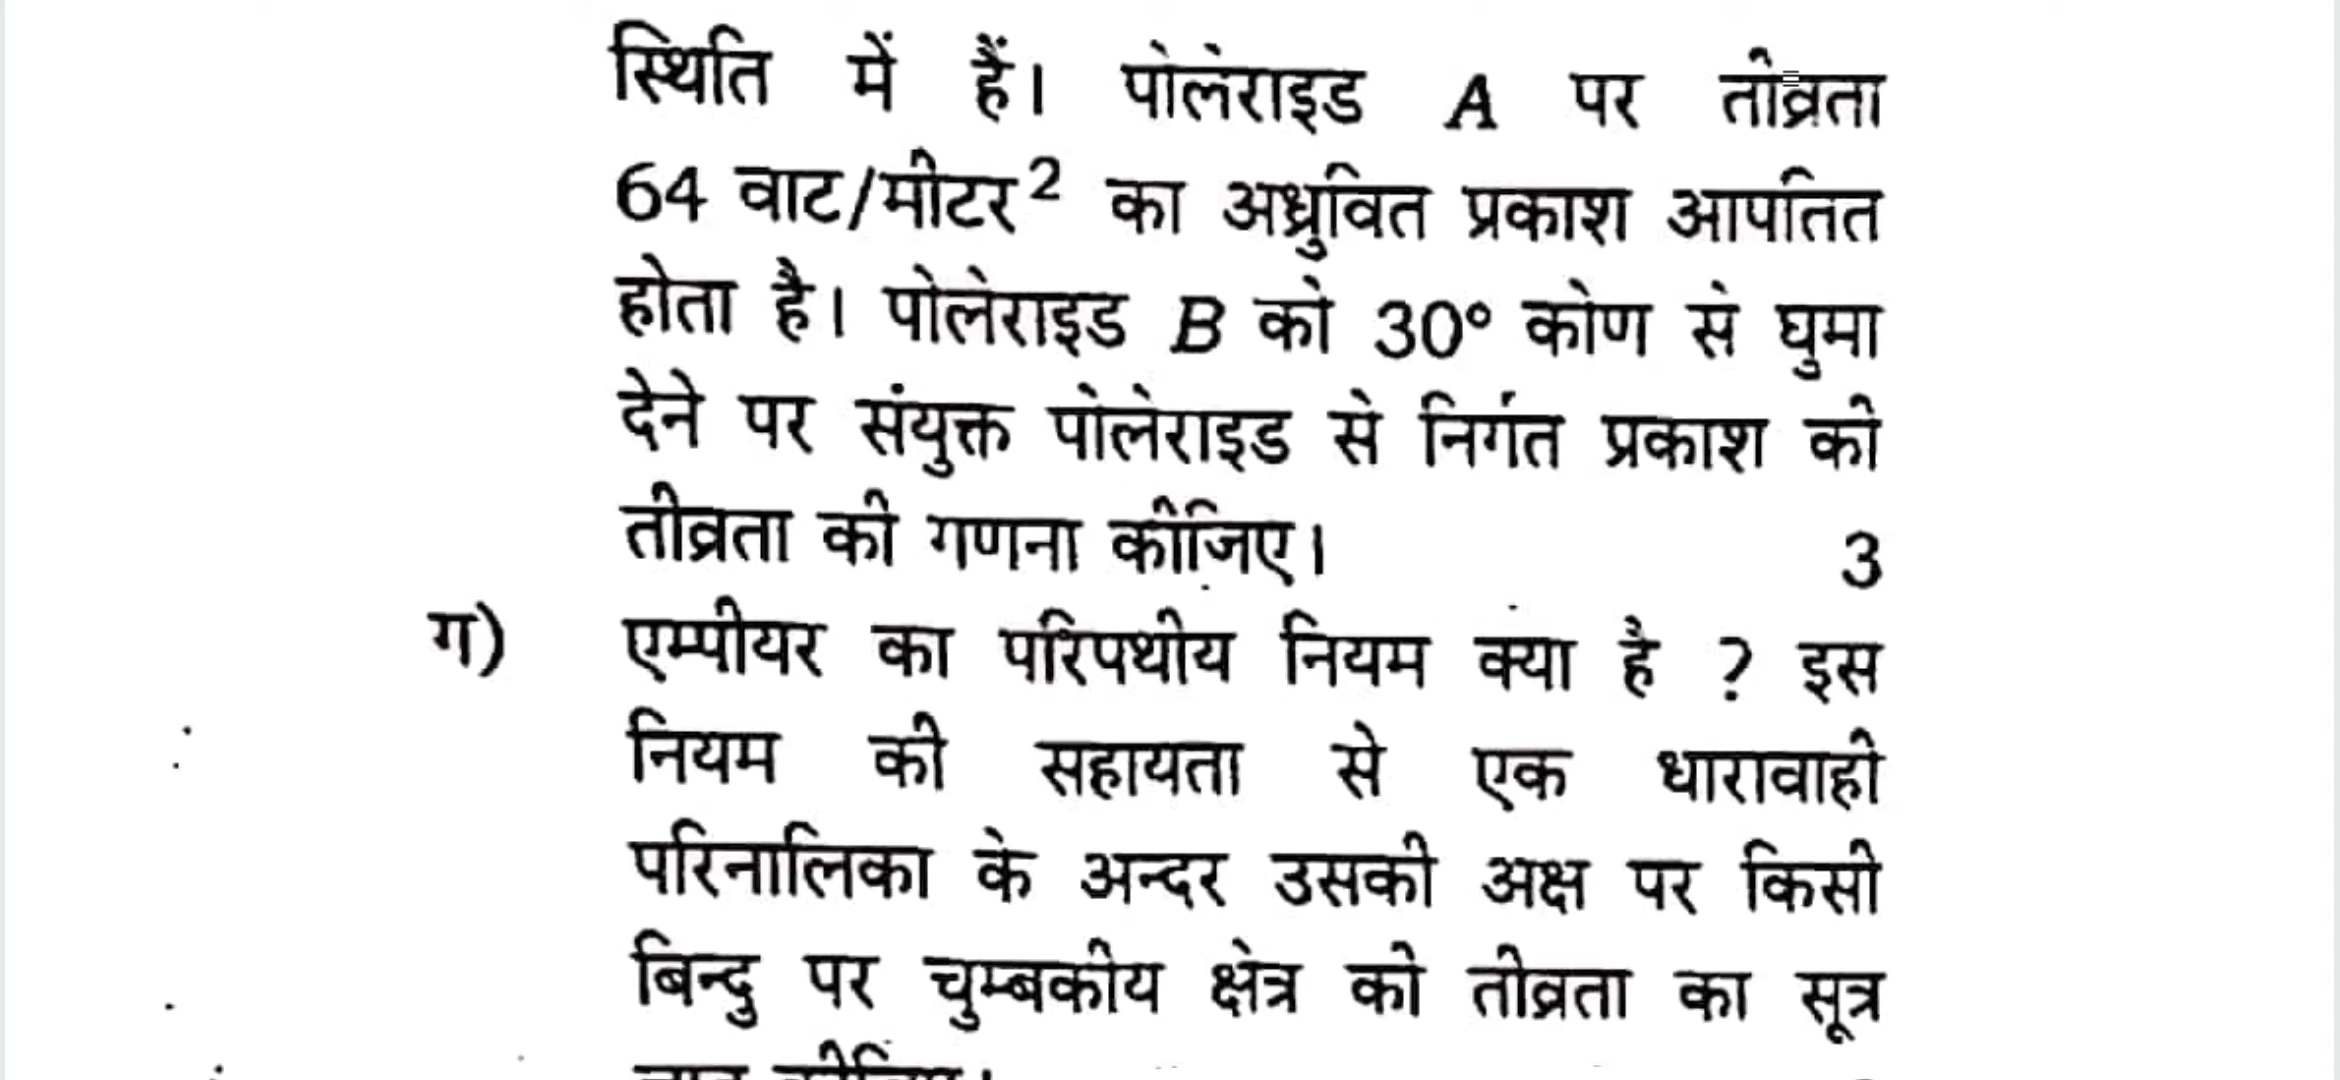 स्थिति में हैं। पोलेराइड A पर तीव्रता
64 वाट/मीटर² का अध्रुवित प्रकाश आपतित
होता है। पोलेराइड B को 30° कोण से घुमा
देने पर संयुक्त पोलेराइड से निर्गत प्रकाश की
तीव्रता की गणना कीजिए। 3
ग) एम्पीयर का परिपथीय नियम क्या है ? इस
नियम की सहायता से एक धारावाही
परिनालिका के अन्दर उसकी अक्ष पर किसी
बिन्दु पर चुम्बकीय क्षेत्र की तीव्रता का सूत्र